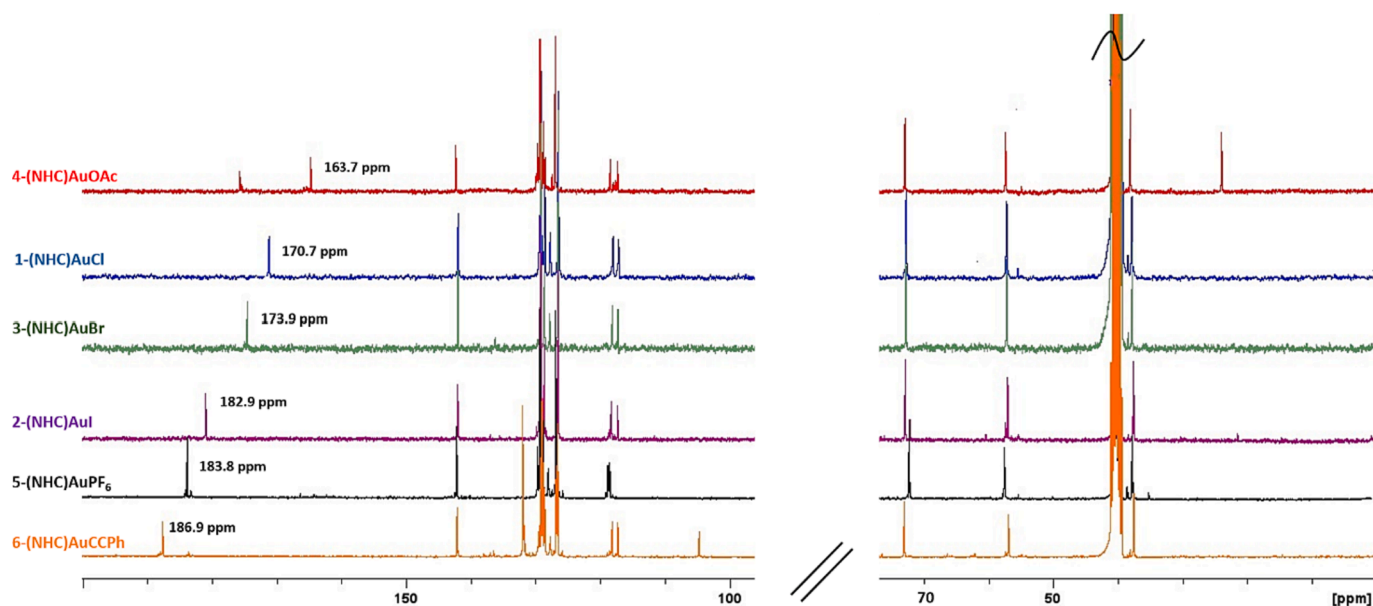 4-(NHC)AuOAc
163.7 ppm
1-(NHC)AuCl
170.7 ppm
3-(NHC)AuBr
173.9 ppm
2-(NHC)AuI
182.9 ppm
5-(NHC)AuPF₆
183.8 ppm
6-(NHC)AuCCPh
186.9 ppm
150 100 70 50 [ppm]